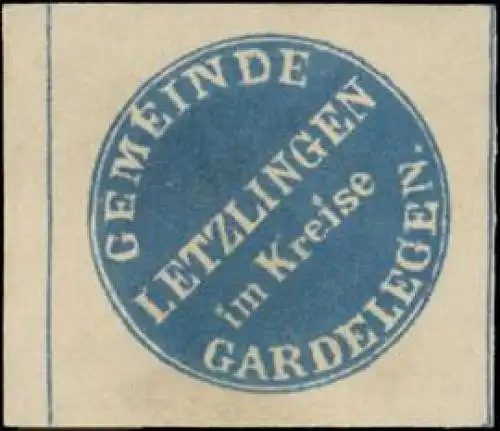 GEMEINDE
LETZLINGEN
im Kreise
GARDELEGEN.